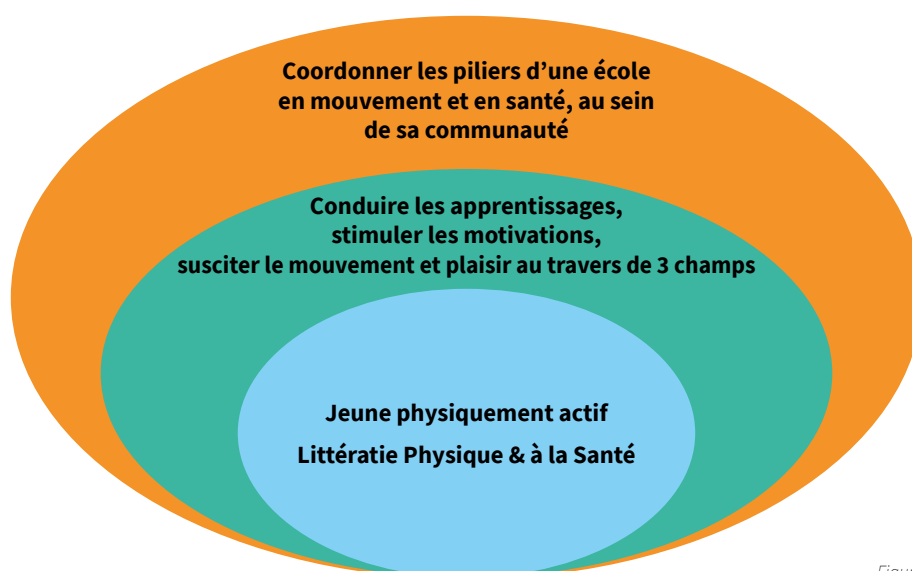 Coordonner les piliers d’une école
en mouvement et en santé, au sein
de sa communauté
Conduire les apprentissages,
stimuler les motivations,
susciter le mouvement et plaisir au travers de 3 champs
Jeune physiquement actif
Littératie Physique & à la Santé